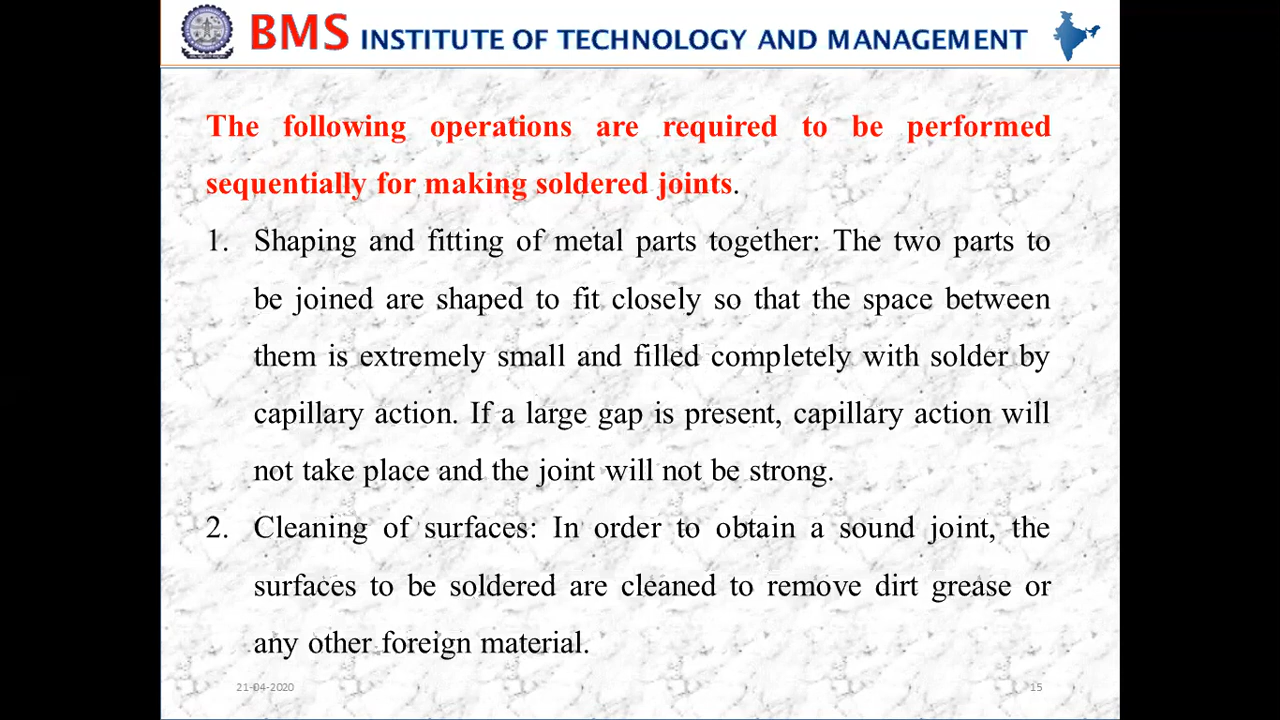 BMS INSTITUTE OF TECHNOLOGY AND MANAGEMENT
The following operations are required to be performed
sequentially for making soldered joints.
1. Shaping and fitting of metal parts together: The two parts to
be joined are shaped to fit closely so that the space between
them is extremely small and filled completely with solder by
capillary action. If a large gap is present, capillary action will
not take place and the joint will not be strong.
2. Cleaning of surfaces: In order to obtain a sound joint, the
surfaces to be soldered are cleaned to remove dirt grease or
any other foreign material.
21-04-2020
15